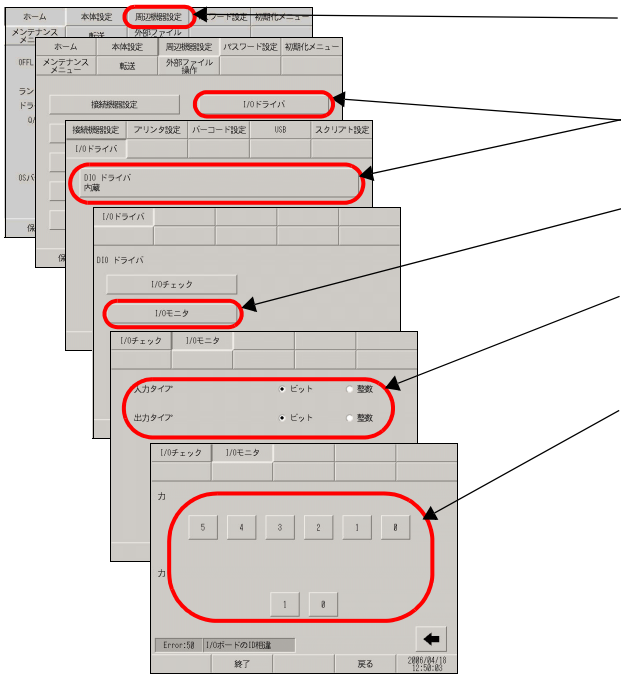 ホーム 本体設定 周辺機器設定 スワード設定 初期化メニュー
メンテナンス 転送 外部ファイル
OFFL
ラン
ドラ
OSバ
保
ホーム 本体設定 周辺機器設定 パスワード設定 初期化メニュー
メンテナンス
メニュー 転送 外部ファイル
操作
接続機器設定 I/Oドライバ
保
接続機器設定 プリンタ設定 バーコード設定 USB スクリプト設定
I/Oドライバ
DIO ドライバ
内蔵
I/Oドライバ
DIO ドライバ
I/Oチェック
I/Oモニタ
I/Oチェック I/Oモニタ
入力タイプ ビット 整数
出力タイプ ビット 整数
I/Oチェック I/Oモニタ
力
5 4 3 2 1 0
力
1 0
Error:50 I/OボードのID相違
終了 戻る 2006/04/18
12:50:03